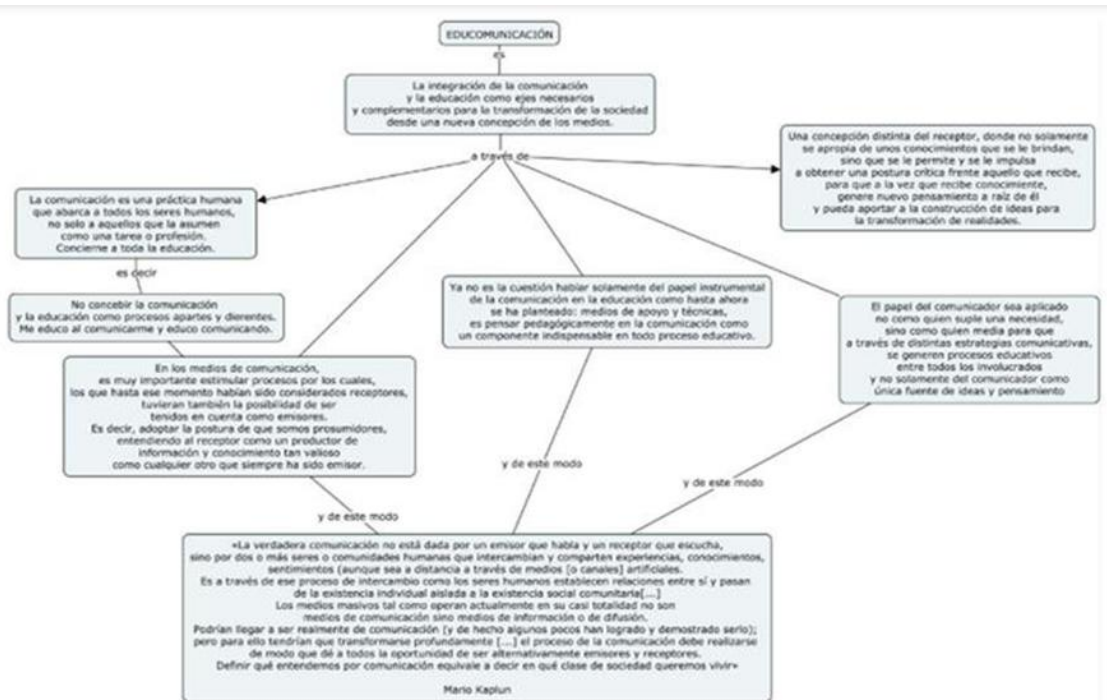 EDUCOMUNICACIÓN
es
La integración de la comunicación
y la educación como ejes necesarios
y complementarios para la transformación de la sociedad
desde una nueva concepción de los medios.
a través de
Una concepción distinta del receptor, donde no solamente
se apropia de unos conocimientos que se le brindan,
sino que se le permite y se le impulsa
a obtener una postura crítica frente aquello que recibe,
para que a la vez que recibe conocimiento,
genere nuevo pensamiento a raíz de él
y pueda aportar a la construcción de ideas para
la transformación de realidades.
La comunicación es una práctica humana
que abarca a todos los seres humanos,
no solo a aquellos que la asumen
como una tarea o profesión.
Concierne a toda la educación.
es decir
No concebir la comunicación
y la educación como procesos apartes y dierentes.
Me educo al comunicarme y educo comunicando.
Ya no es la cuestión hablar solamente del papel instrumental
de la comunicación en la educación como hasta ahora
se ha planteado: medios de apoyo y técnicas,
es pensar pedagógicamente en la comunicación como
un componente indispensable en todo proceso educativo.
El papel del comunicador sea aplicado
no como quien suple una necesidad,
sino como quien media para que
a través de distintas estrategias comunicativas,
se generen procesos educativos
entre todos los involucrados
y no solamente del comunicador como
única fuente de ideas y pensamiento
En los medios de comunicación,
es muy importante estimular procesos por los cuales,
los que hasta ese momento habían sido considerados receptores,
tuvieran también la posibilidad de ser
tenidos en cuenta como emisores.
Es decir, adoptar la postura de que somos prosumidores,
entendiendo al receptor como un productor de
información y conocimiento tan valioso
como cualquier otro que siempre ha sido emisor.
y de este modo
y de este modo
y de este modo
«La verdadera comunicación no está dada por un emisor que habla y un receptor que escucha,
sino por dos o más seres o comunidades humanas que intercambian y comparten experiencias, conocimientos,
sentimientos (aunque sea a distancia a través de medios [o canales] artificiales.
Es a través de ese proceso de intercambio como los seres humanos establecen relaciones entre sí y pasan
de la existencia individual aislada a la existencia social comunitaria[...]
Los medios masivos tal como operan actualmente en su casi totalidad no son
medios de comunicación sino medios de información o de difusión.
Podrían llegar a ser realmente de comunicación [y de hecho algunos pocos han logrado y demostrado serlo);
pero para ello tendrían que transformarse profundamente [...] el proceso de la comunicación debe realizarse
de modo que dé a todos la oportunidad de ser alternativamente emisores y receptores.
Definir qué entendemos por comunicación equivale a decir en qué clase de sociedad queremos vivir»
Mario Kaplun